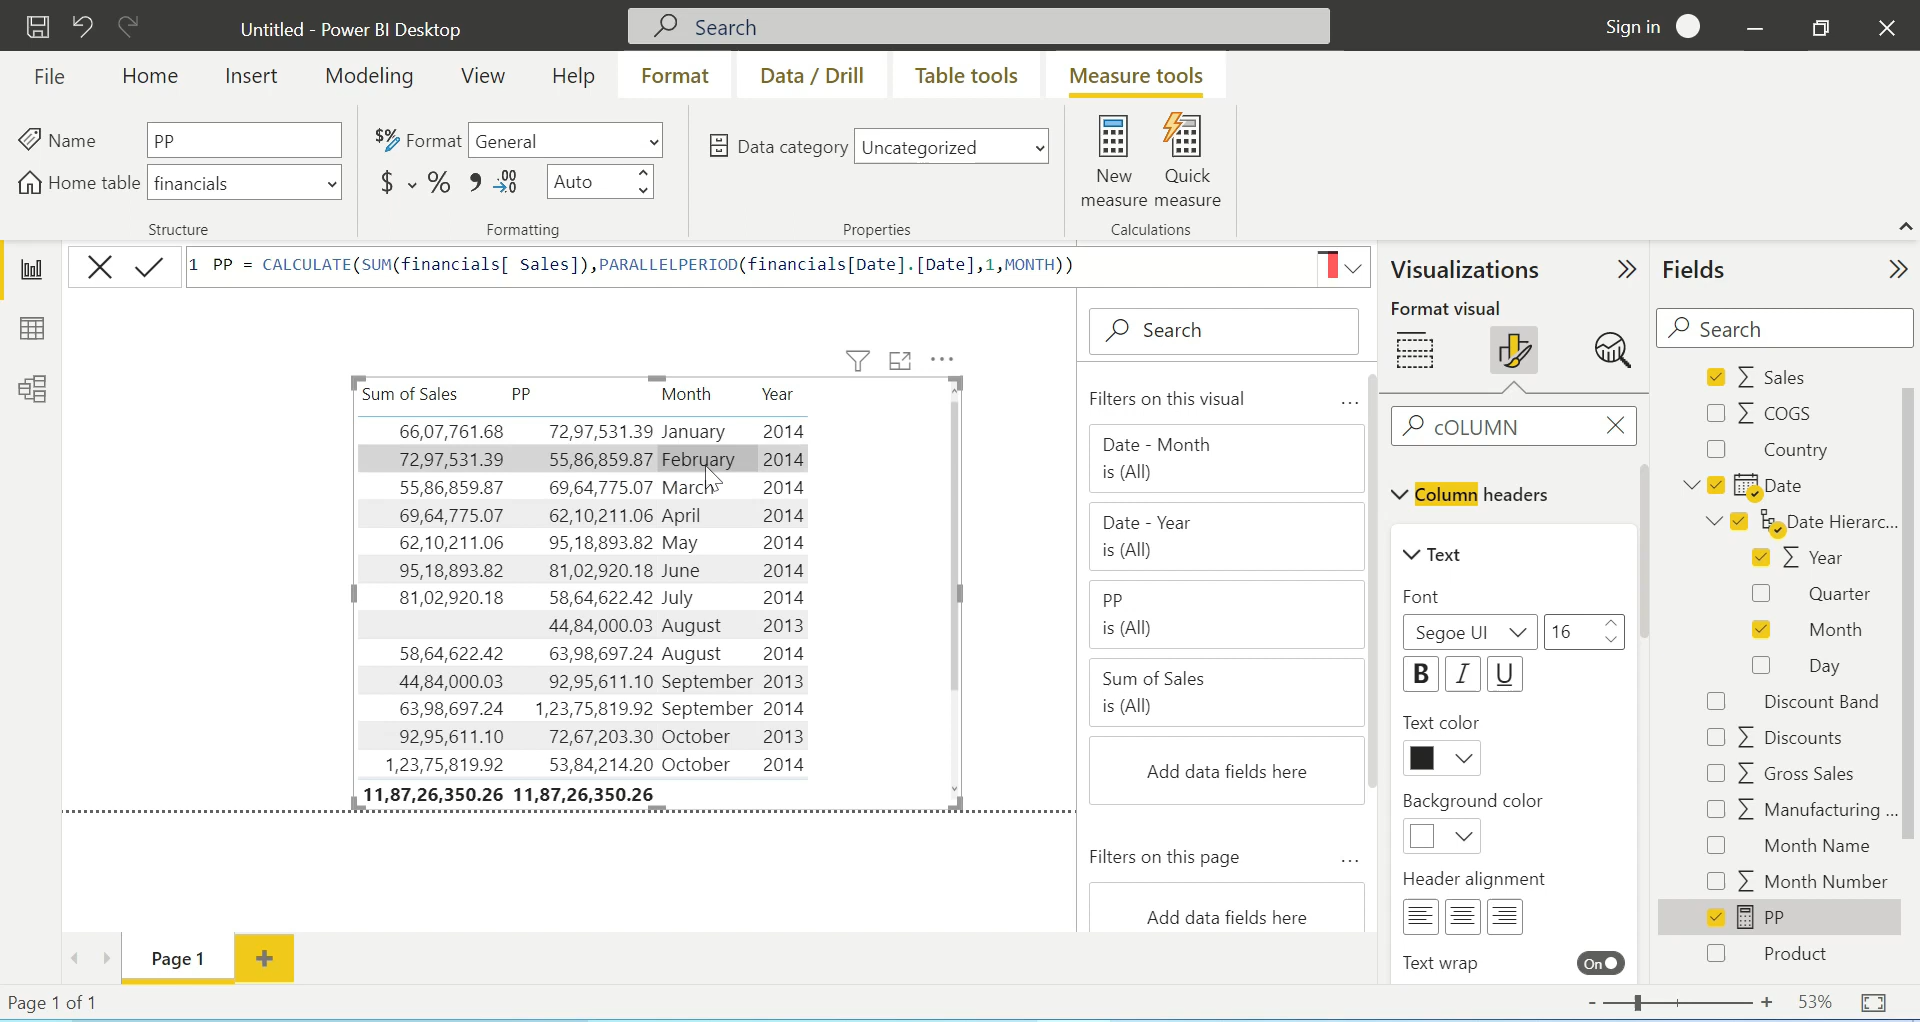 Untitled - Power BI Desktop
Search
Sign in
File
Home
Insert
Modeling
View
Help
Format
Data / Drill
Table tools
Measure tools
Name
PP
Home table
financials
Structure
$% Format
General
$ % 9 .00 →0
Auto
Formatting
Data category
Uncategorized
Properties
New measure
Quick measure
Calculations
1 PP = CALCULATE(SUM(financials[ Sales]),PARALLELPERIOD(financials[Date].[Date],1,MONTH))
Sum of Sales PP Month Year
66,07,761.68 72,97,531.39 January 2014
72,97,531.39 55,86,859.87 February 2014
55,86,859.87 69,64,775.07 March 2014
69,64,775.07 62,10,211.06 April 2014
62,10,211.06 95,18,893.82 May 2014
95,18,893.82 81,02,920.18 June 2014
81,02,920.18 58,64,622.42 July 2014
44,84,000.03 August 2013
58,64,622.42 63,98,697.24 August 2014
44,84,000.03 92,95,611.10 September 2013
63,98,697.24 1,23,75,819.92 September 2014
92,95,611.10 72,67,203.30 October 2013
1,23,75,819.92 53,84,214.20 October 2014
11,87,26,350.26 11,87,26,350.26
Search
Filters on this visual ...
Date - Month
is (All)
Date - Year
is (All)
PP
is (All)
Sum of Sales
is (All)
Add data fields here
Filters on this page ...
Add data fields here
Visualizations
Format visual
cOLUMN
Column headers
Text
Font
Segoe UI
16
B I U
Text color
Background color
Header alignment
Text wrap
On
Fields
Search
Sales
COGS
Country
Date
Date Hierarc...
Year
Quarter
Month
Day
Discount Band
Discounts
Gross Sales
Manufacturing ...
Month Name
Month Number
PP
Product
Page 1
+
Page 1 of 1
- + 53%